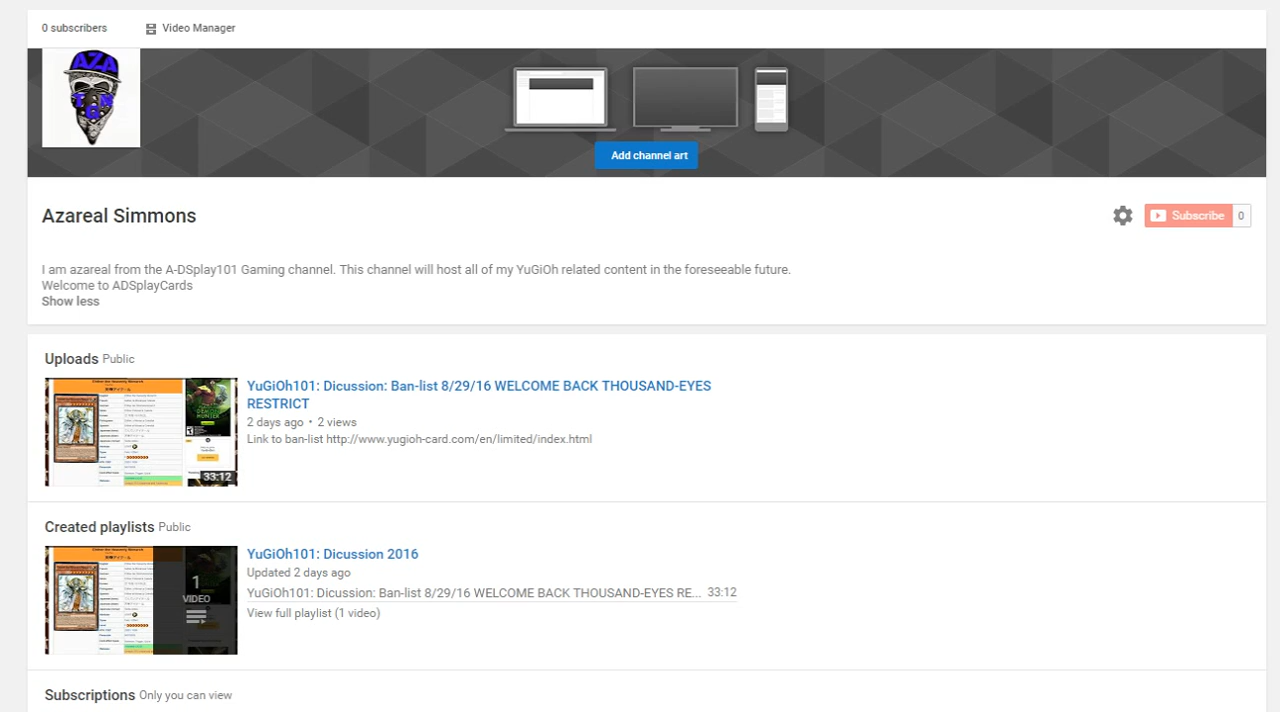 0 subscribers
Video Manager
AZA
Add channel art
Azareal Simmons
Subscribe
0
I am azareal from the A-DSplay101 Gaming channel. This channel will host all of my YuGiOh related content in the foreseeable future.
Welcome to ADSplayCards
Show less
Uploads Public
YuGiOh101: Dicussion: Ban-list 8/29/16 WELCOME BACK THOUSAND-EYES
RESTRICT
2 days ago • 2 views
Link to ban-list http://www.yugioh-card.com/en/limited/index.html
33:12
Created playlists Public
YuGiOh101: Dicussion 2016
Updated 2 days ago
1
VIDEO
YuGiOh101: Dicussion: Ban-list 8/29/16 WELCOME BACK THOUSAND-EYES RE... 33:12
View full playlist (1 video)
Subscriptions Only you can view